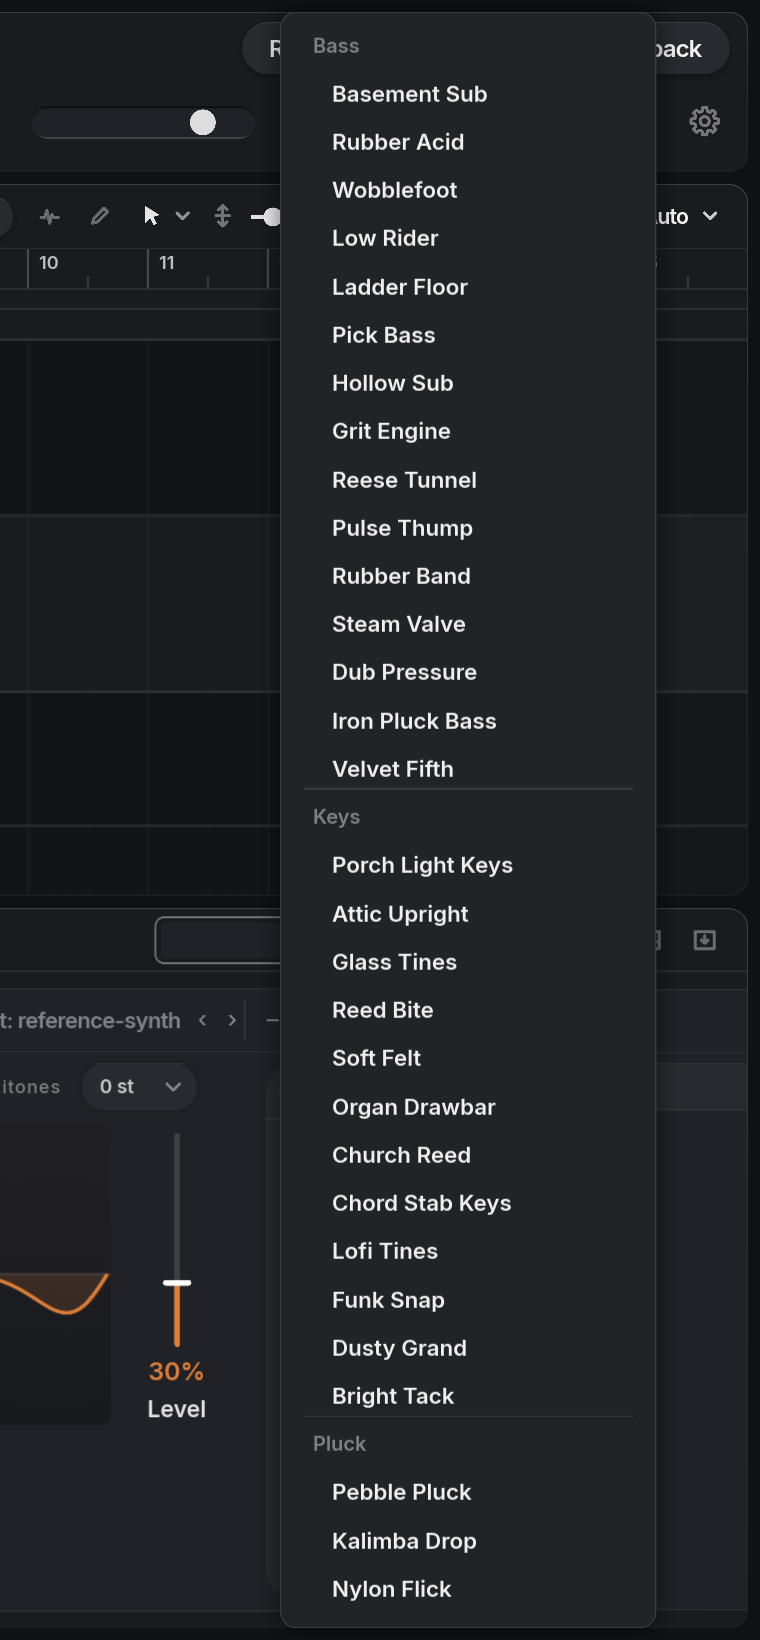 Bass
Basement Sub
Rubber Acid
Wobblefoot
Auto
Low Rider
10
11
Ladder Floor
Pick Bass
Hollow Sub
Grit Engine
Reese Tunnel
Pulse Thump
Rubber Band
Steam Valve
Dub Pressure
Iron Pluck Bass
Velvet Fifth
Keys
Porch Light Keys
Attic Upright
Glass Tines
Reed Bite
t: reference-synth
Soft Felt
itones
0 st
Organ Drawbar
Church Reed
Chord Stab Keys
Lofi Tines
Funk Snap
Dusty Grand
30%
Bright Tack
Level
Pluck
Pebble Pluck
Kalimba Drop
Nylon Flick